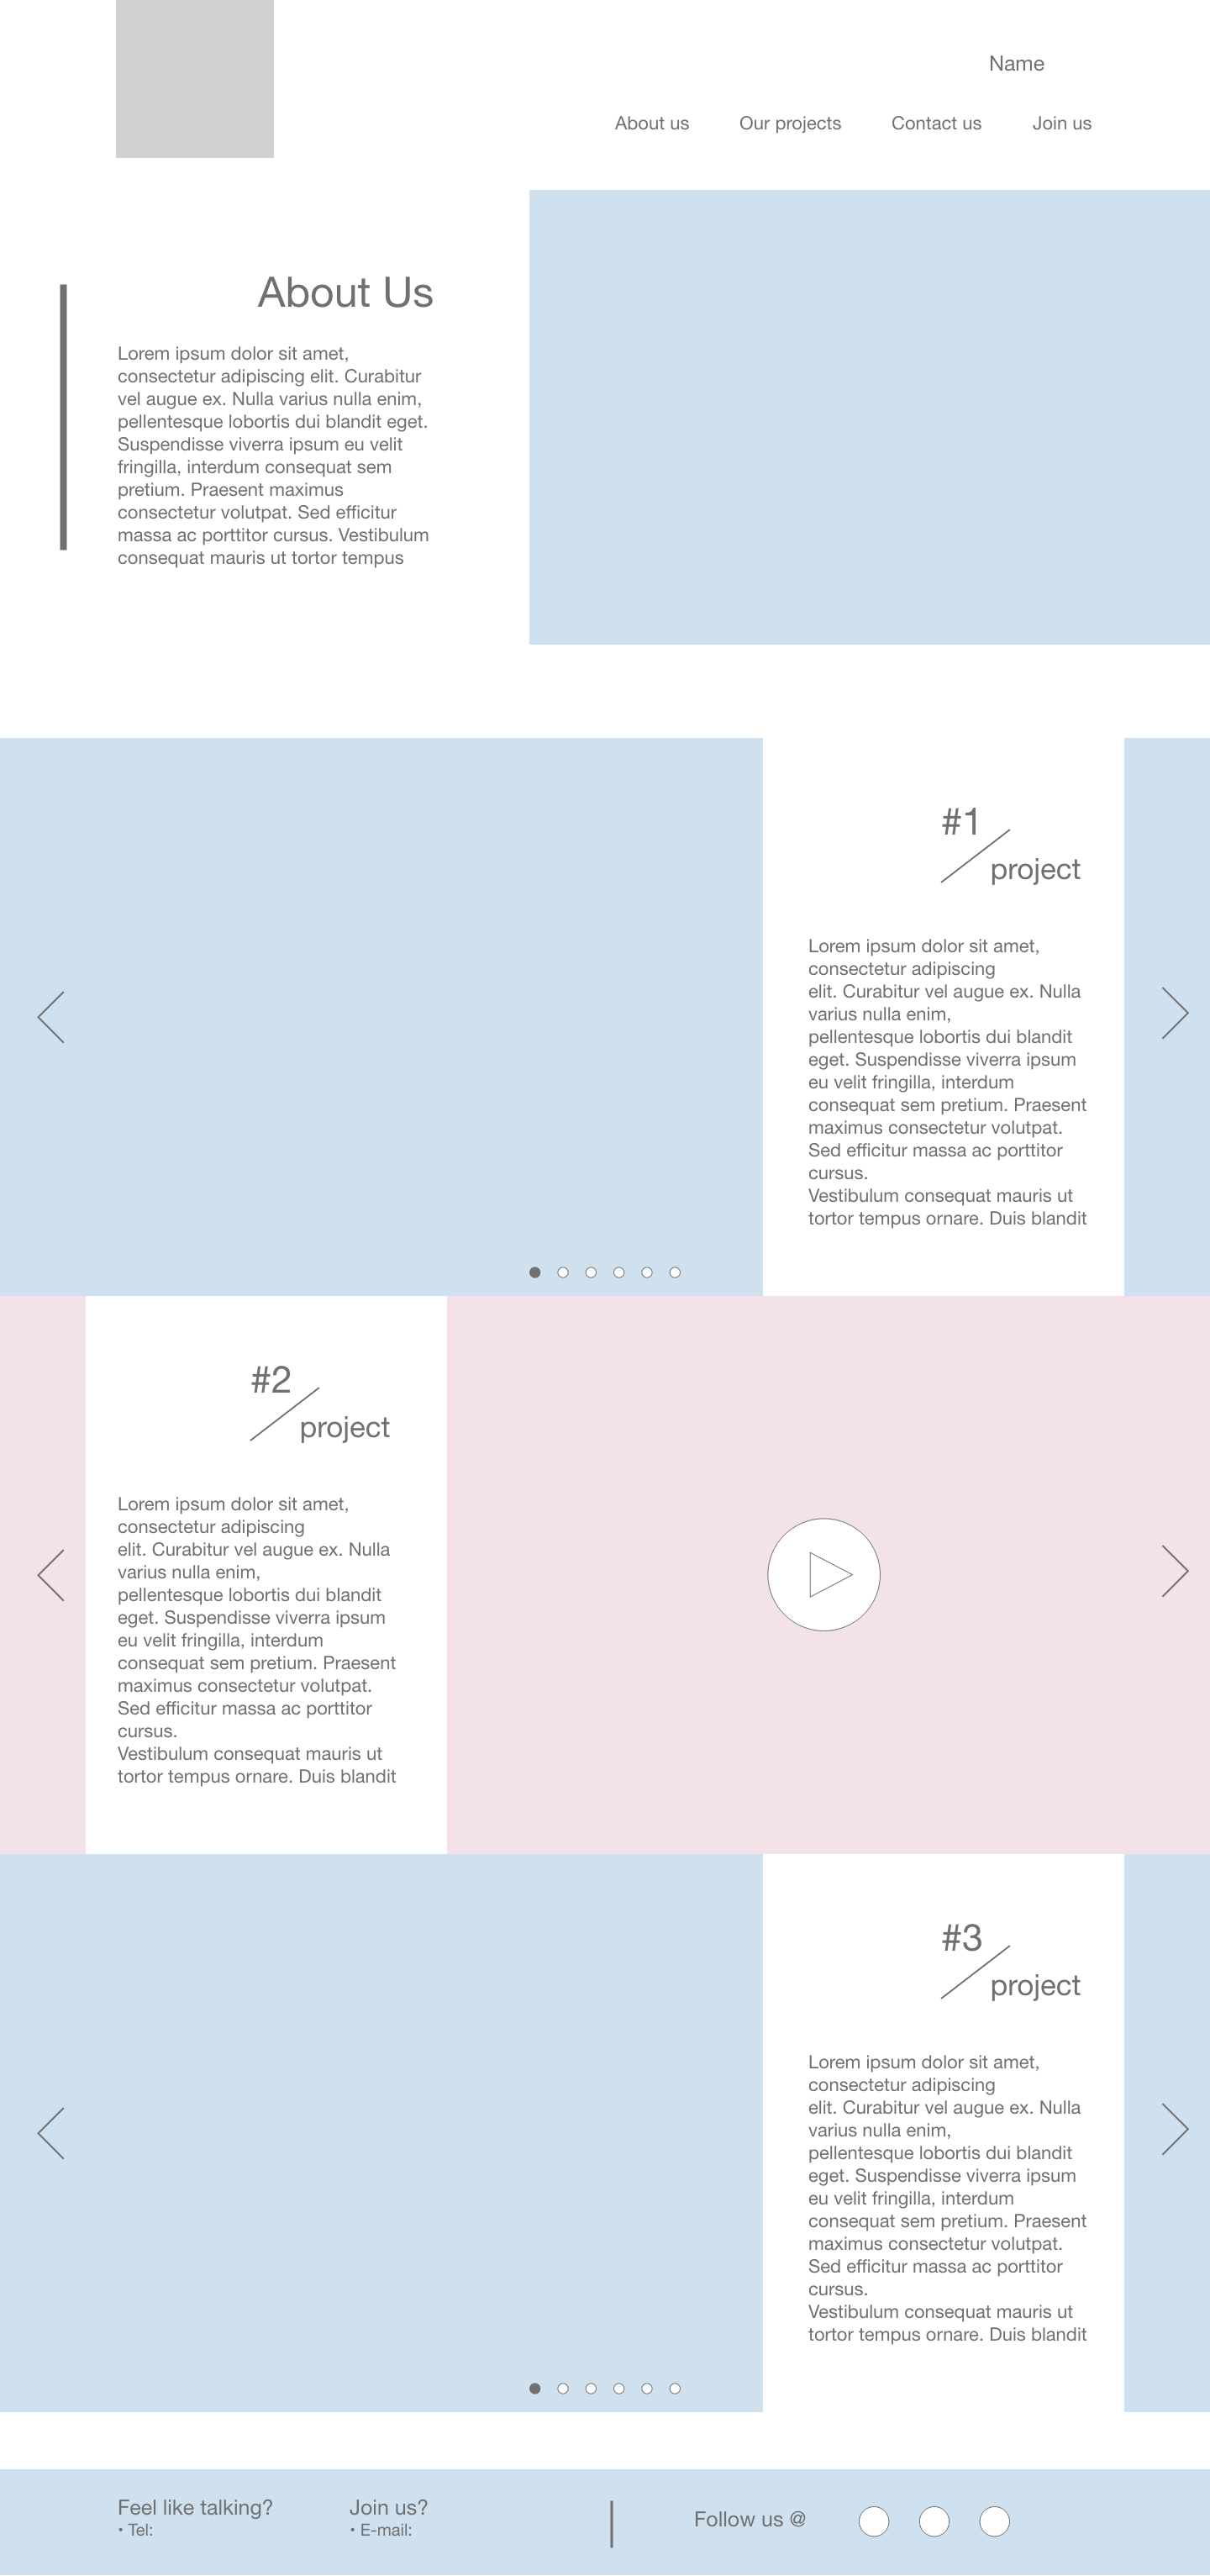 Name
About us
Our projects
Contact us
Join us
About Us
Lorem ipsum dolor sit amet,
consectetur adipiscing elit. Curabitur
vel augue ex. Nulla varius nulla enim,
pellentesque lobortis dui blandit eget.
Suspendisse viverra ipsum eu velit
fringilla, interdum consequat sem
pretium. Praesent maximus
consectetur volutpat. Sed efficitur
massa ac porttitor cursus. Vestibulum
consequat mauris ut tortor tempus
#1
project
Lorem ipsum dolor sit amet,
consectetur adipiscing
elit. Curabitur vel augue ex. Nulla
varius nulla enim,
pellentesque lobortis dui blandit
eget. Suspendisse viverra ipsum
eu velit fringilla, interdum
consequat sem pretium. Praesent
maximus consectetur volutpat.
Sed efficitur massa ac porttitor
cursus.
Vestibulum consequat mauris ut
tortor tempus ornare. Duis blandit
#2
project
Lorem ipsum dolor sit amet,
consectetur adipiscing
elit. Curabitur vel augue ex. Nulla
varius nulla enim,
pellentesque lobortis dui blandit
eget. Suspendisse viverra ipsum
eu velit fringilla, interdum
consequat sem pretium. Praesent
maximus consectetur volutpat.
Sed efficitur massa ac porttitor
cursus.
Vestibulum consequat mauris ut
tortor tempus ornare. Duis blandit
#3
project
Lorem ipsum dolor sit amet,
consectetur adipiscing
elit. Curabitur vel augue ex. Nulla
varius nulla enim,
pellentesque lobortis dui blandit
eget. Suspendisse viverra ipsum
eu velit fringilla, interdum
consequat sem pretium. Praesent
maximus consectetur volutpat.
Sed efficitur massa ac porttitor
cursus.
Vestibulum consequat mauris ut
tortor tempus ornare. Duis blandit
Feel like talking?
• Tel:
Join us?
• E-mail:
Follow us @